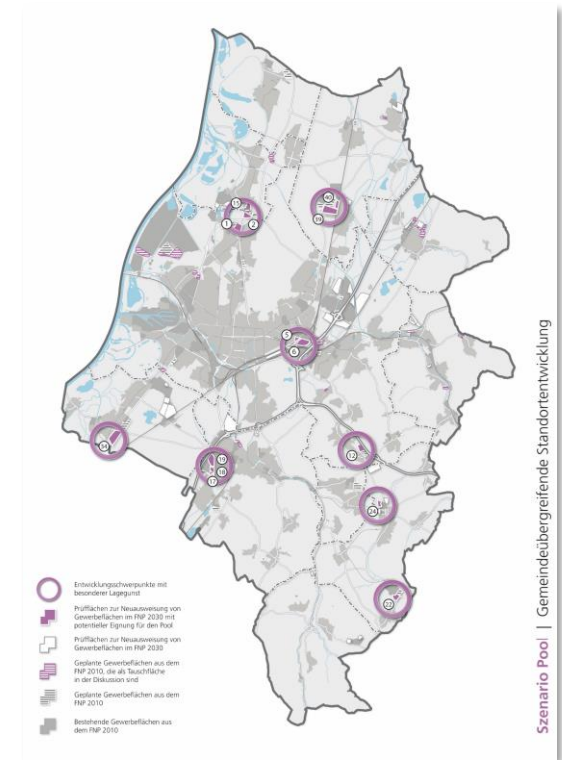 15
1
2
40
39
5
6
34
19
18
17
12
24
22
Entwicklungsschwerpunkte mit
besonderer Lagegunst
Prüfflächen zur Neuausweisung von
Gewerbeflächen im FNP 2030 mit
potentieller Eignung für den Pool
Prüfflächen zur Neuausweisung von
Gewerbeflächen im FNP 2030
Geplante Gewerbeflächen aus dem
FNP 2010, die als Tauschfläche
in der Diskussion sind
Geplante Gewerbeflächen aus dem
FNP 2010
Bestehende Gewerbeflächen aus
dem FNP 2010
Szenario Pool | Gemeindeübergreifende Standortentwicklung